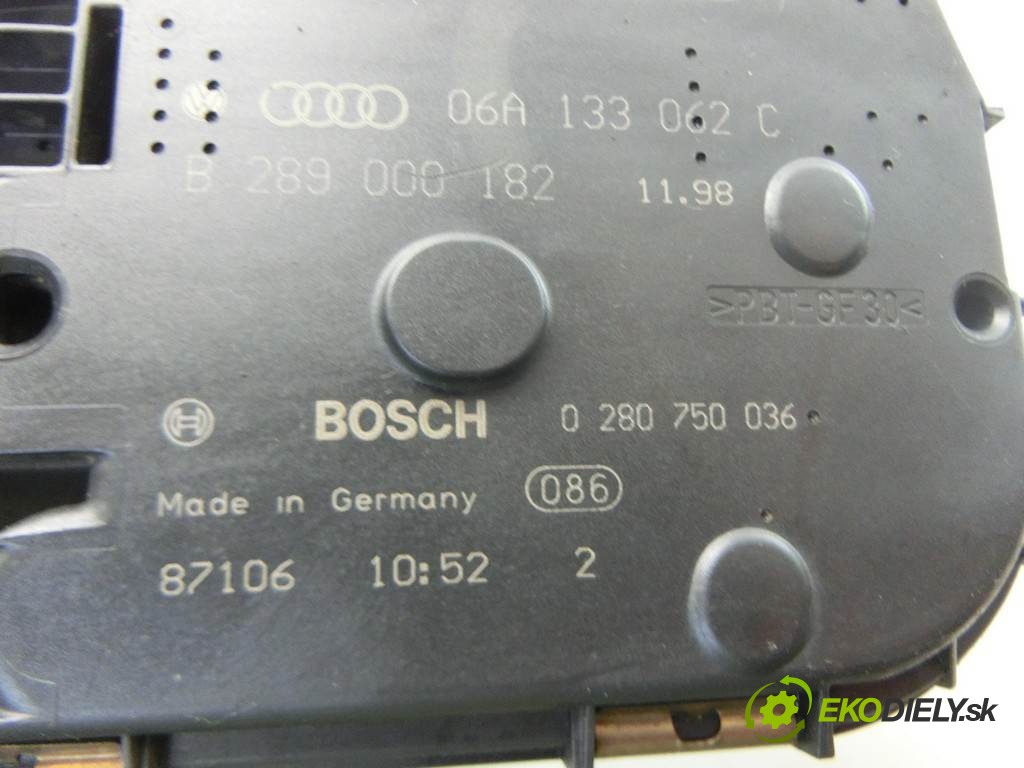 06A 133 062 C
B 289 000 182 11.98
>PBT-GF30<
BOSCH 0 280 750 036
Made in Germany 086
87106 10:52 2
EKODIELY.sk